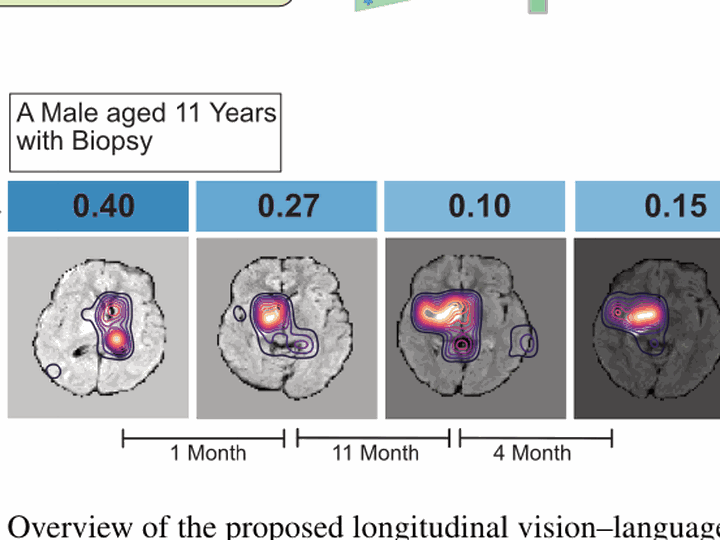 A Male aged 11 Years
with Biopsy
0.40 0.27 0.10 0.15
1 Month 11 Month 4 Month
Overview of the proposed longitudinal vision–language